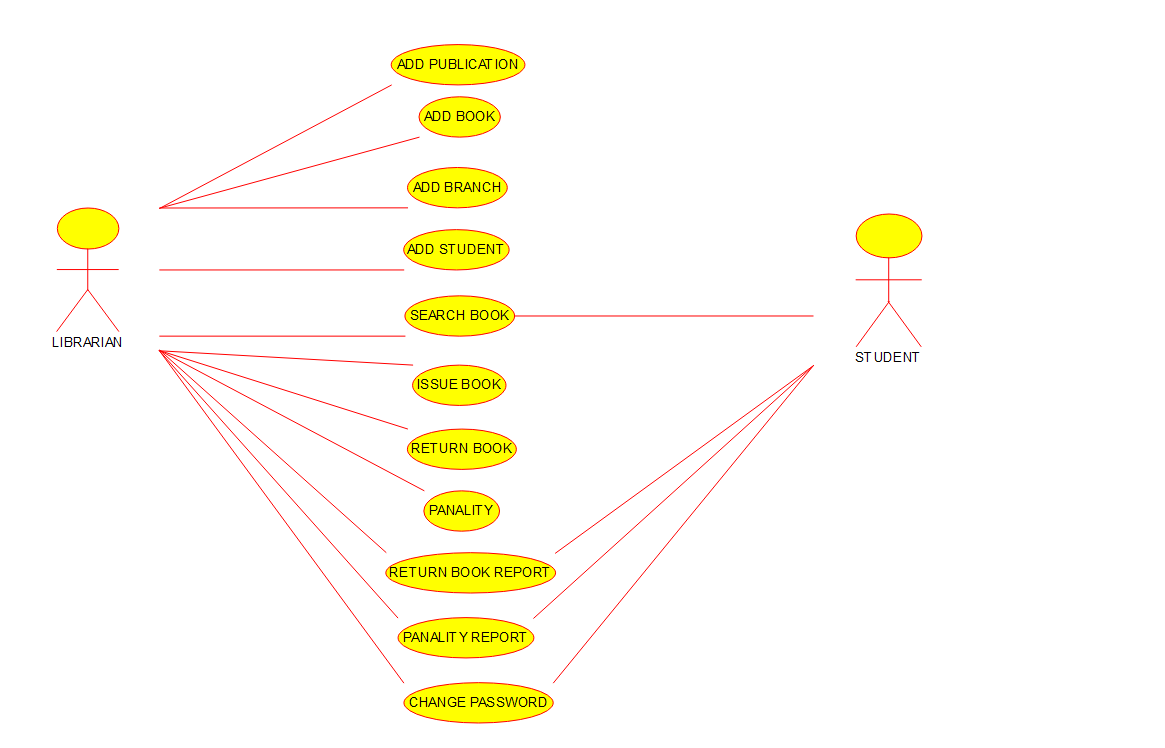 ADD PUBLICATION
ADD BOOK
ADD BRANCH
ADD STUDENT
SEARCH BOOK
LIBRARIAN
STUDENT
ISSUE BOOK
RETURN BOOK
PANALITY
RETURN BOOK REPORT
PANALITY REPORT
CHANGE PASSWORD